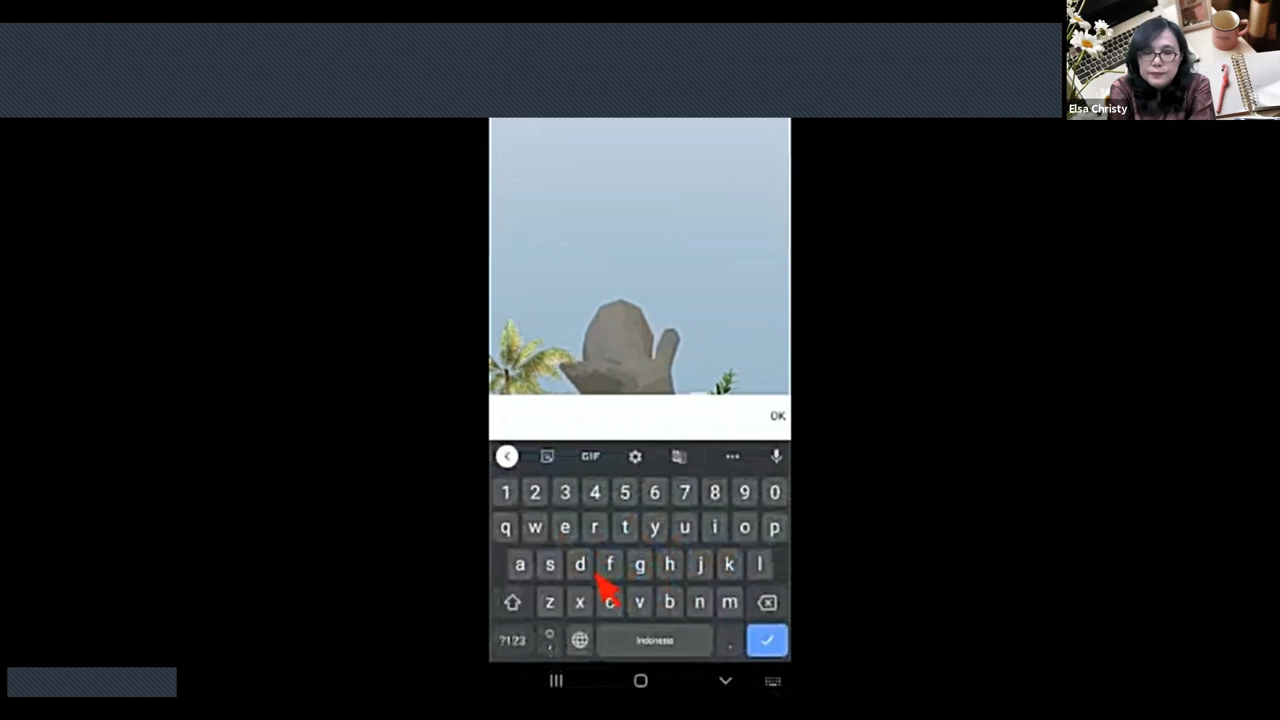 Elsa Christy
OK
GIF
1 2 3 4 5 6 7 8 9 0
q w e r t y u i o p
a s d f g h j k l
z x c v b n m
?123 , Indonesia .